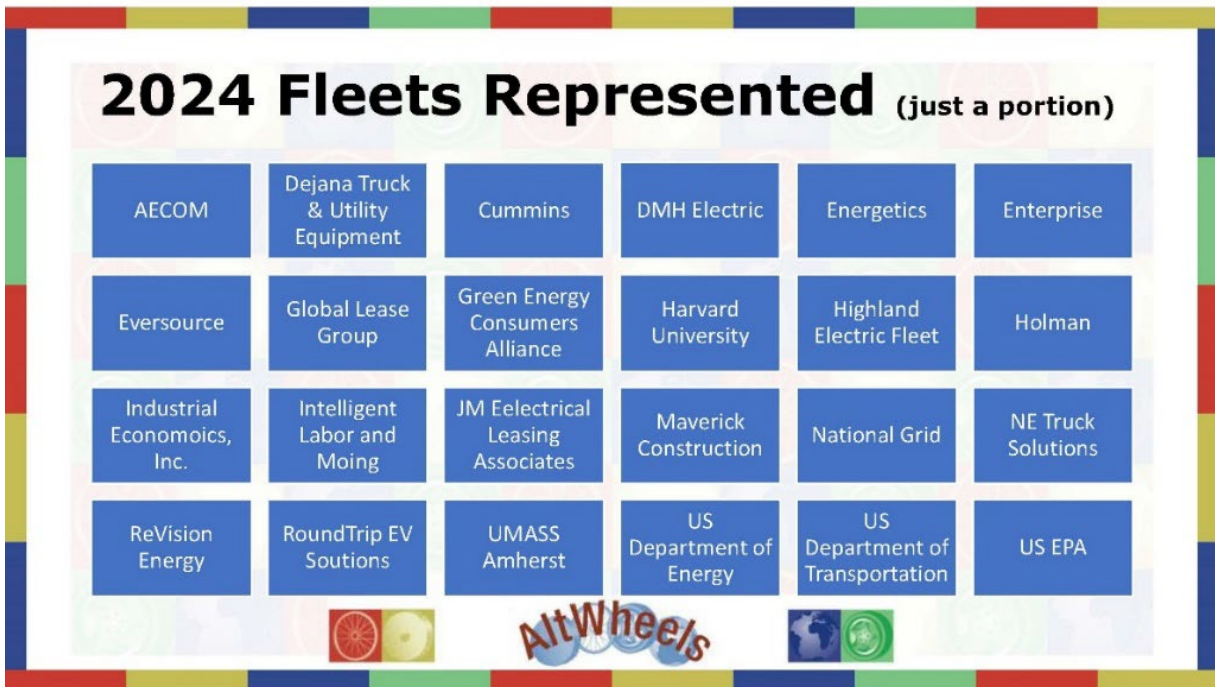 2024 Fleets Represented (just a portion)
AECOM
Dejana Truck
& Utility
Equipment
Cummins
DMH Electric
Energetics
Enterprise
Eversource
Global Lease
Group
Green Energy
Consumers
Alliance
Harvard
University
Highland
Electric Fleet
Holman
Industrial
Economoics,
Inc.
Intelligent
Labor and
Moing
JM Eelectrical
Leasing
Associates
Maverick
Construction
National Grid
NE Truck
Solutions
ReVision
Energy
RoundTrip EV
Soutions
UMASS
Amherst
US
Department of
Energy
US
Department of
Transportation
US EPA
AltWheels